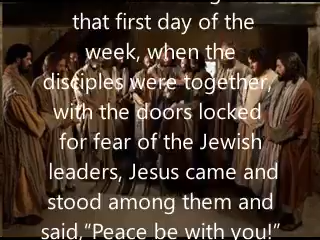 that first day of the
week, when the
disciples were together,
with the doors locked
for fear of the Jewish
leaders, Jesus came and
stood among them and
said,"Peace be with you!"